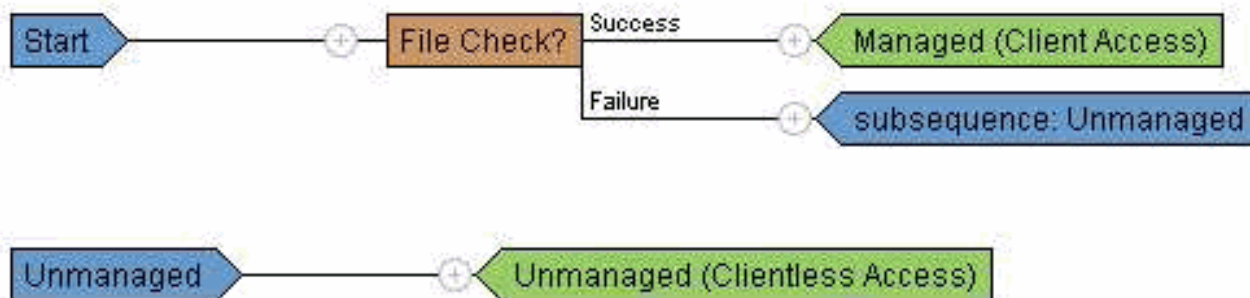 Start
File Check?
Success
Managed (Client Access)
Failure
subsequence: Unmanaged
Unmanaged
Unmanaged (Clientless Access)